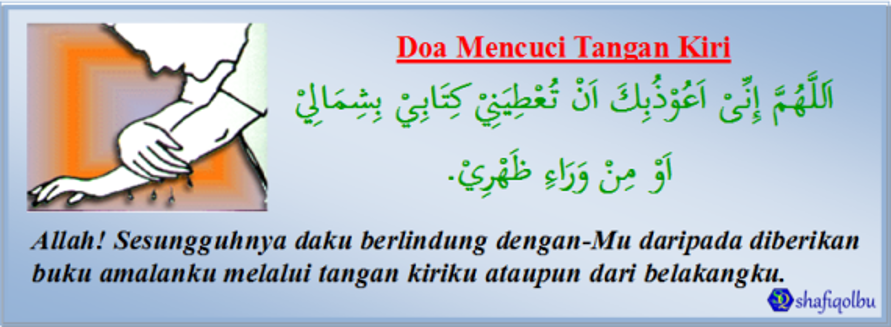 Doa Mencuci Tangan Kiri
اَللَّهُمَّ إِنِّىْ اَعُوْذُبِكَ اَنْ تُعْطِيَنِيْ كِتَابِيْ بِشِمَالِيْ
اَوْ مِنْ وَرَاءِ ظَهْرِيْ.
Allah! Sesungguhnya daku berlindung dengan-Mu daripada diberikan
buku amalanku melalui tangan kiriku ataupun dari belakangku.
shafiqolbu